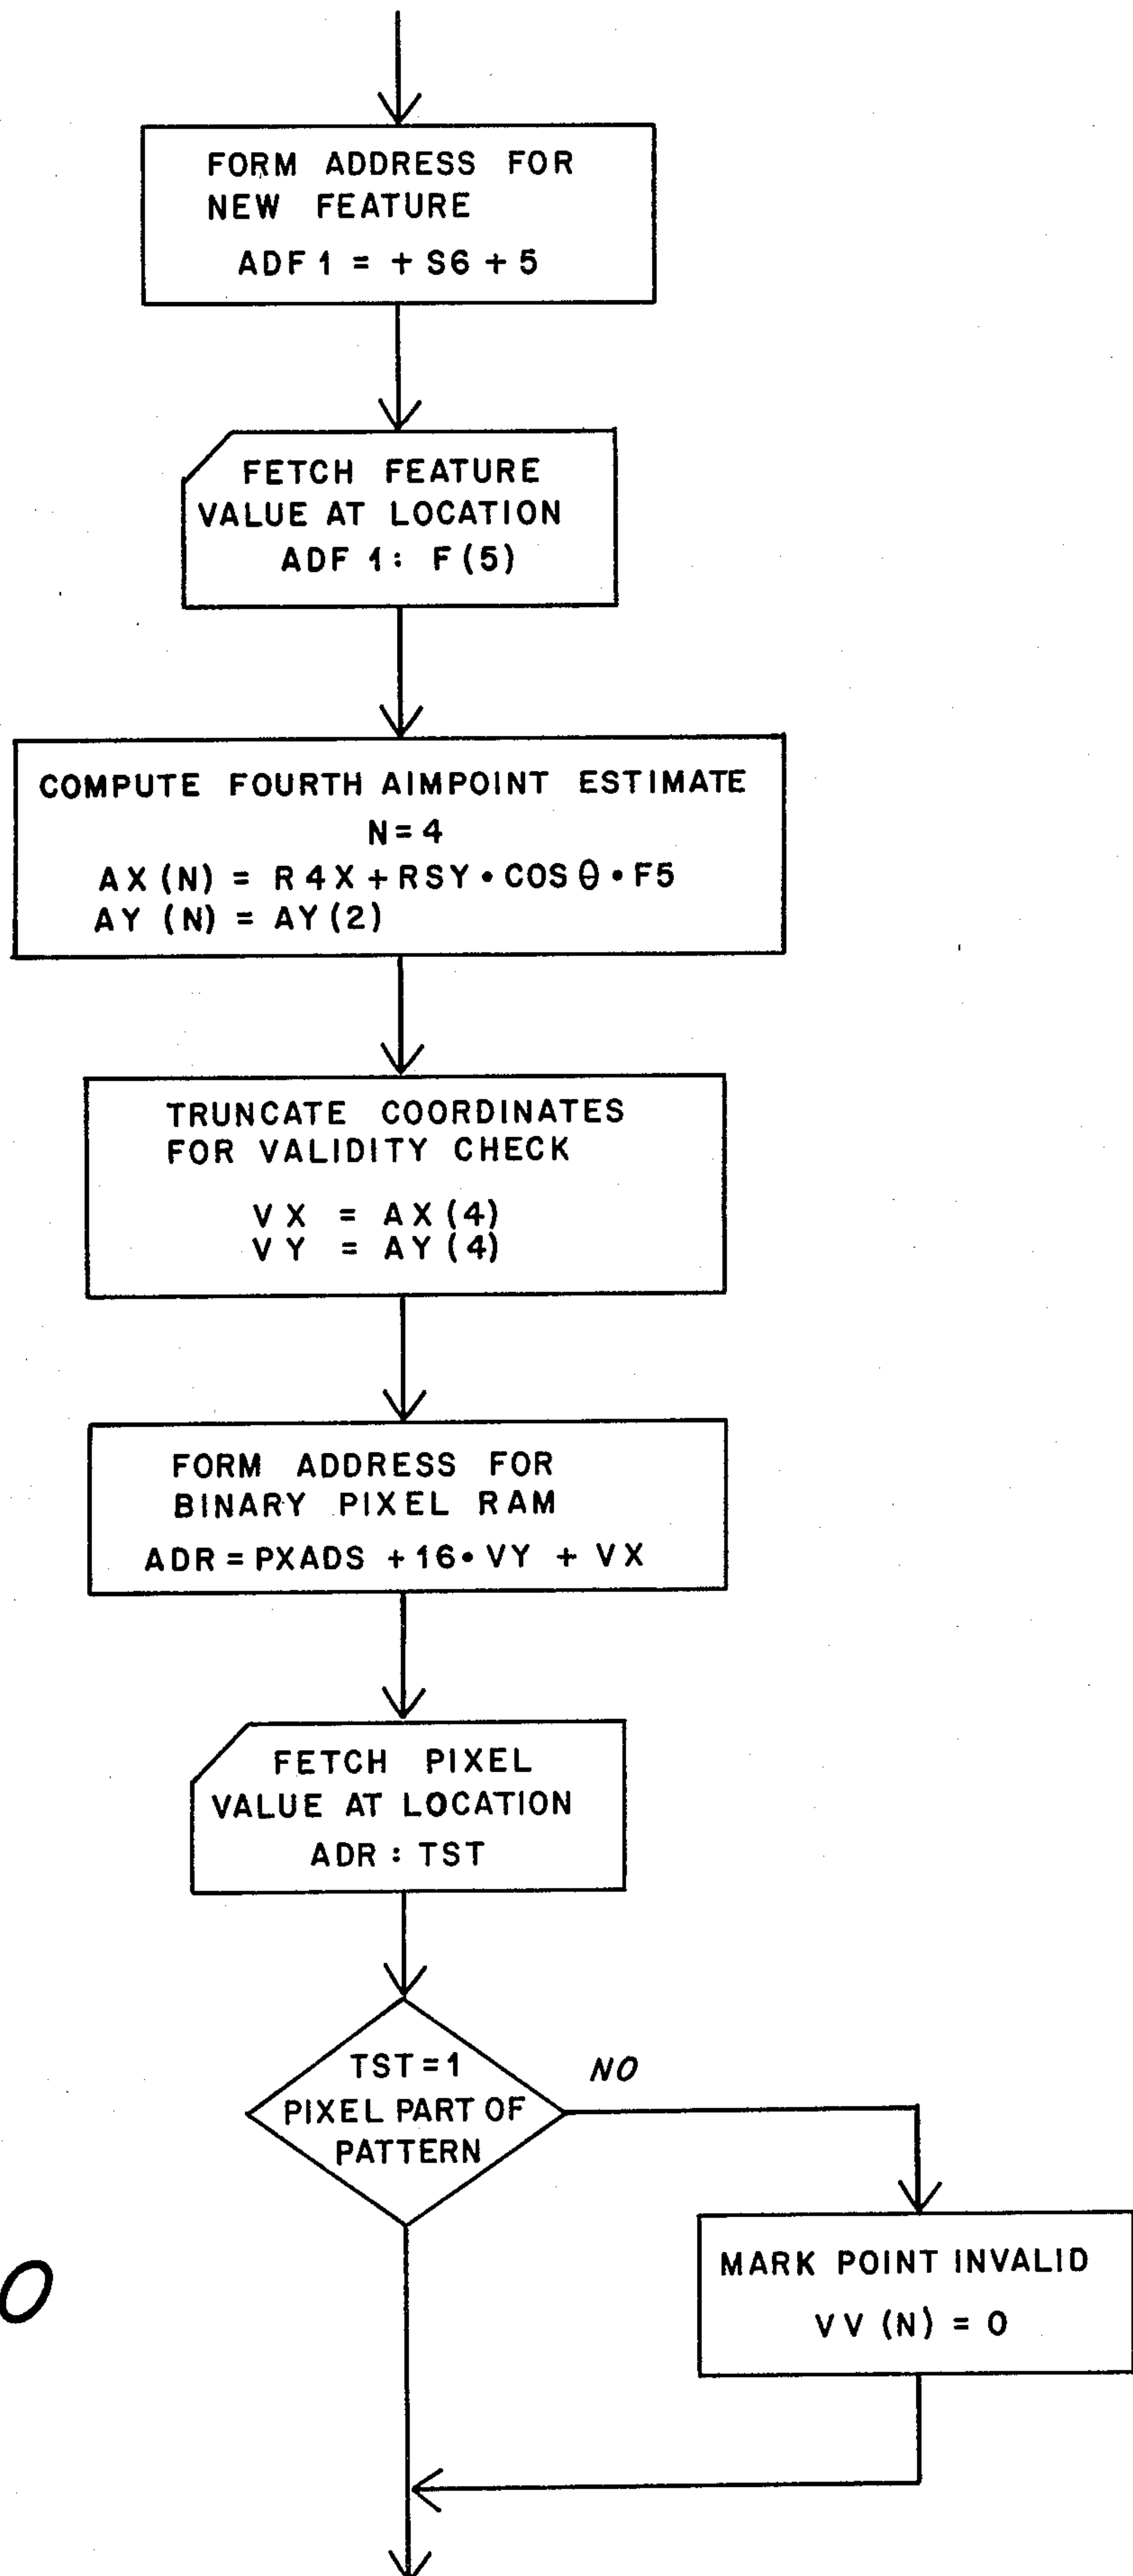 FORM ADDRESS FOR
NEW FEATURE
ADF1 = + S6 + 5
FETCH FEATURE
VALUE AT LOCATION
ADF 1: F(5)
COMPUTE FOURTH AIMPOINT ESTIMATE
N=4
AX (N) = R4X + RSY • COS θ • F5
AY (N) = AY(2)
TRUNCATE COORDINATES
FOR VALIDITY CHECK
VX = AX(4)
VY = AY(4)
FORM ADDRESS FOR
BINARY PIXEL RAM
ADR = PXADS + 16 • VY + VX
FETCH PIXEL
VALUE AT LOCATION
ADR : TST
TST=1
PIXEL PART OF
PATTERN
NO
MARK POINT INVALID
VV (N) = 0
0